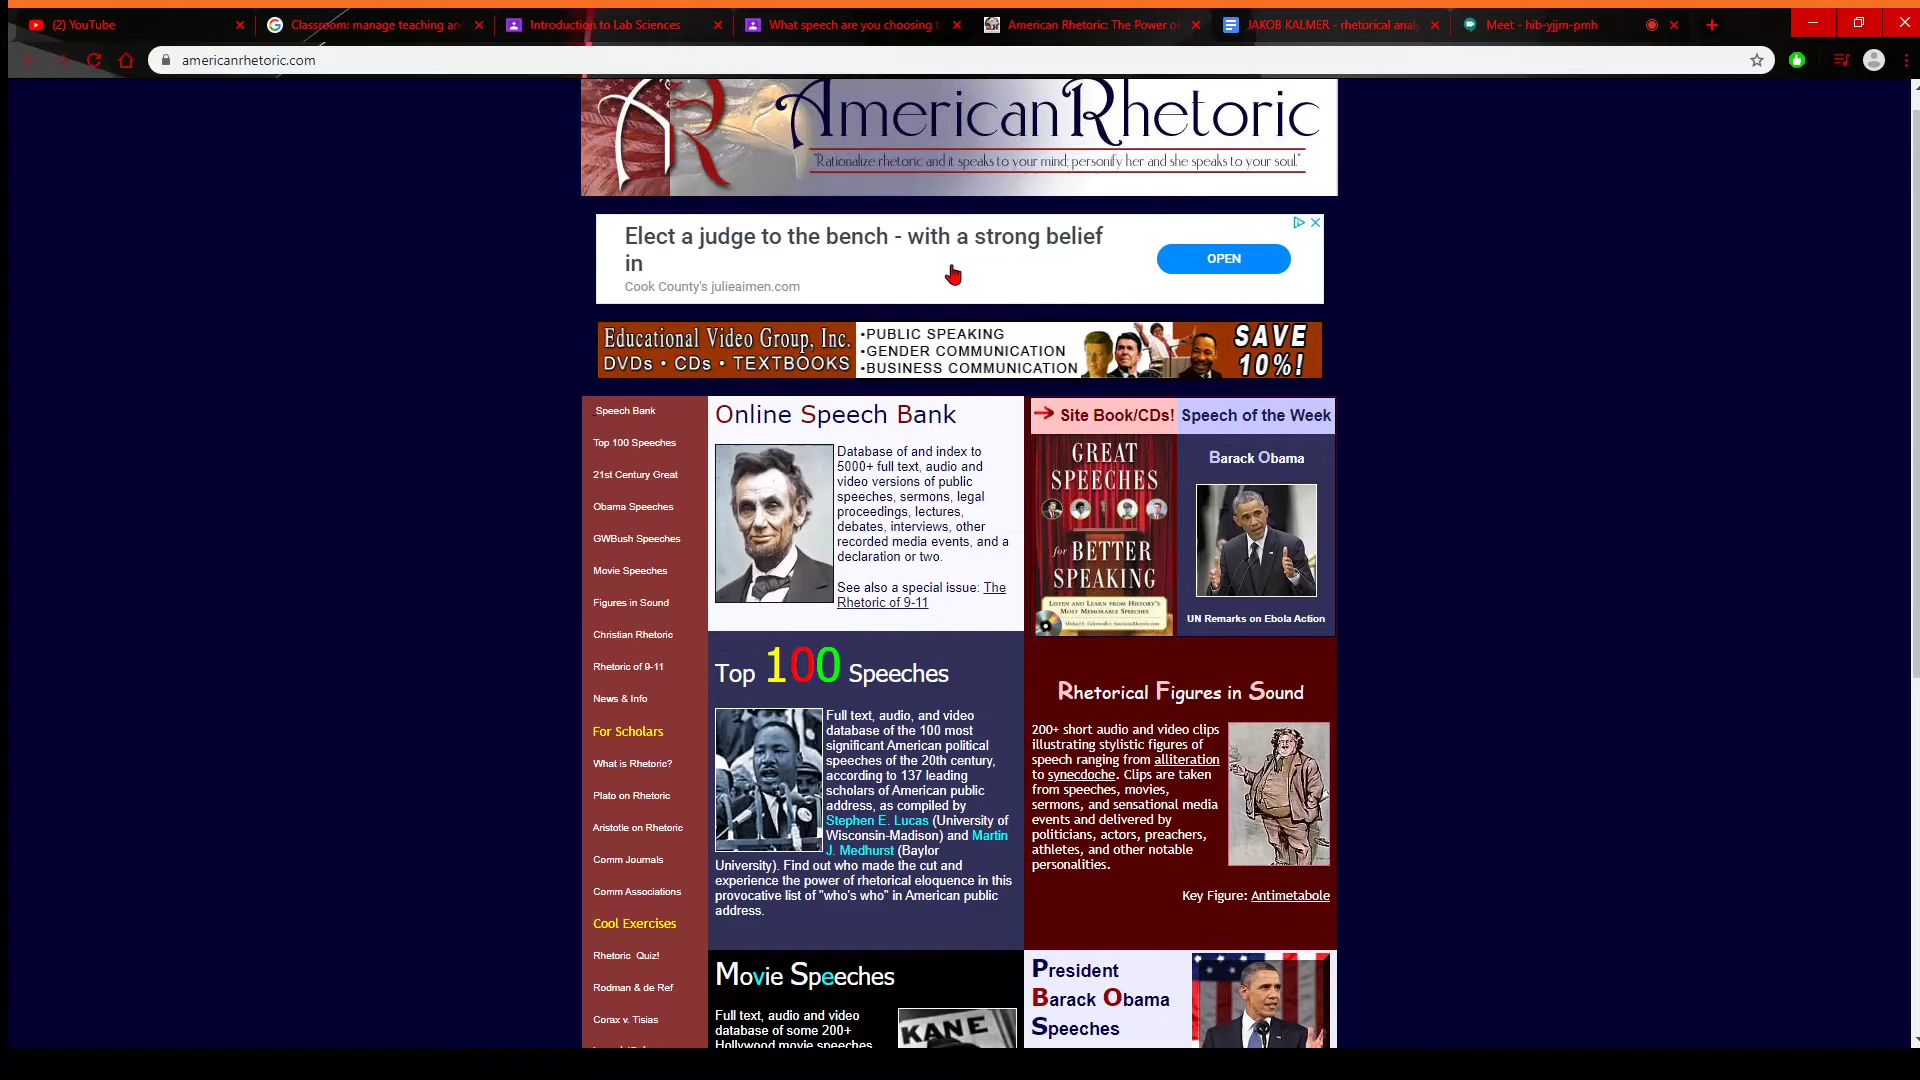 (2) YouTube
Classroom: manage teaching an
Introduction to Lab Sciences
What speech are you choosing t
American Rhetoric: The Power o
JAKOB KALMER - rhetorical analy
Meet - hib-yjjm-pmh
americanrhetoric.com
AR
AmericanRhetoric
"Rationalize rhetoric and it speaks to your mind; personify her and she speaks to your soul."
Elect a judge to the bench - with a strong belief
in
Cook County's julieaimen.com
OPEN
Educational Video Group, Inc.
DVDs • CDs • TEXTBOOKS
•PUBLIC SPEAKING
•GENDER COMMUNICATION
•BUSINESS COMMUNICATION
SAVE
10%!
Speech Bank
Top 100 Speeches
21st Century Great
Obama Speeches
GWBush Speeches
Movie Speeches
Figures in Sound
Christian Rhetoric
Rhetoric of 9-11
News & Info
For Scholars
What is Rhetoric?
Plato on Rhetoric
Aristotle on Rhetoric
Comm Journals
Comm Associations
Cool Exercises
Rhetoric Quiz!
Rodman & de Ref
Corax v. Tisias
Online Speech Bank
Database of and index to
5000+ full text, audio and
video versions of public
speeches, sermons, legal
proceedings, lectures,
debates, interviews, other
recorded media events, and a
declaration or two.
See also a special issue: The
Rhetoric of 9-11
Top 100 Speeches
Full text, audio, and video
database of the 100 most
significant American political
speeches of the 20th century,
according to 137 leading
scholars of American public
address, as compiled by
Stephen E. Lucas (University of
Wisconsin-Madison) and Martin
J. Medhurst (Baylor
University). Find out who made the cut and
experience the power of rhetorical eloquence in this
provocative list of "who's who" in American public
address.
Movie Speeches
Full text, audio and video
database of some 200+
Hollywood movie speeches
KANE
Site Book/CDs!
GREAT
SPEECHES
for BETTER
SPEAKING
LISTEN AND LEARN FROM HISTORY'S
MOST MEMORABLE SPEECHES
Speech of the Week
Barack Obama
UN Remarks on Ebola Action
Rhetorical Figures in Sound
200+ short audio and video clips
illustrating stylistic figures of
speech ranging from alliteration
to synecdoche. Clips are taken
from speeches, movies,
sermons, and sensational media
events and delivered by
politicians, actors, preachers,
athletes, and other notable
personalities.
Key Figure: Antimetabole
President
Barack Obama
Speeches